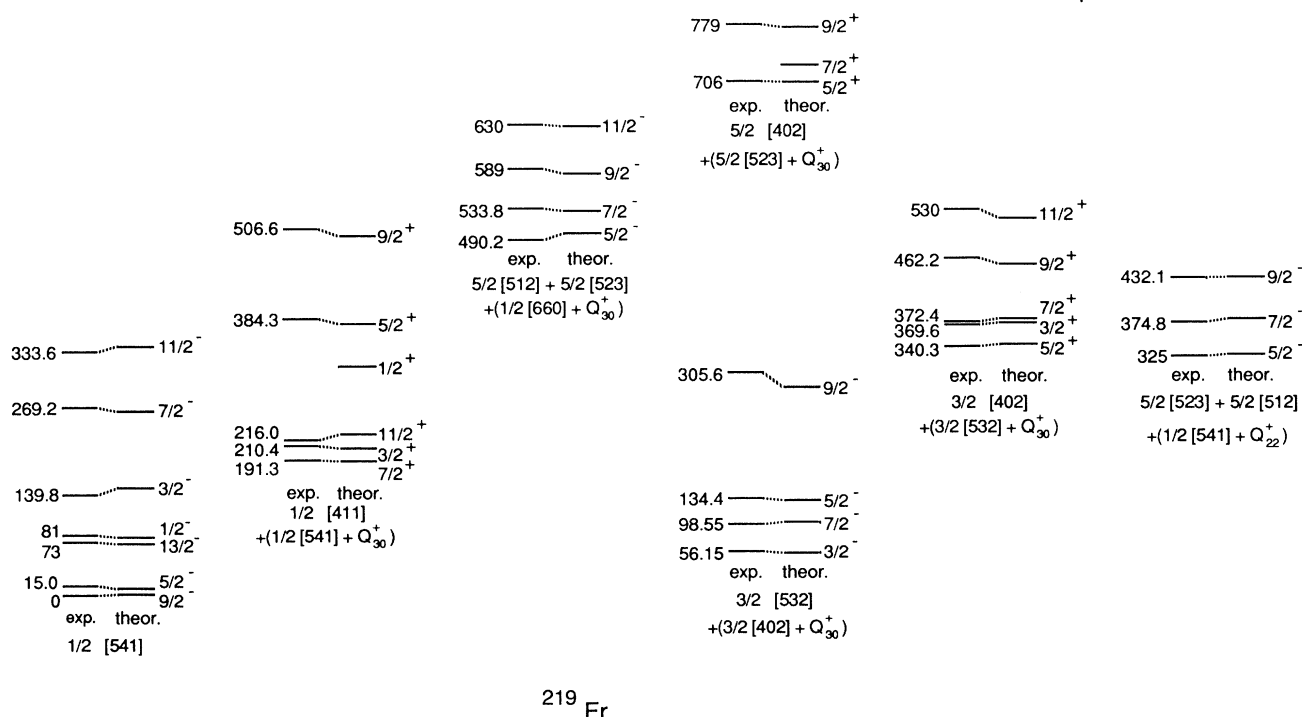 333.6 11/2-
269.2 7/2-
139.8 3/2-
81 1/2-
73 13/2-
15.0 5/2-
0 9/2-
exp. theor.
1/2 [541]
506.6 9/2+
384.3 5/2+
1/2+
216.0 11/2+
210.4 3/2+
191.3 7/2+
exp. theor.
1/2 [411]
+(1/2 [541] + Q+30)
630 11/2-
589 9/2-
533.8 7/2-
490.2 5/2-
exp. theor.
5/2 [512] + 5/2 [523]
+(1/2 [660] + Q+30)
779 9/2+
7/2+
706 5/2+
exp. theor.
5/2 [402]
+(5/2 [523] + Q+30)
305.6 9/2-
134.4 5/2-
98.55 7/2-
56.15 3/2-
exp. theor.
3/2 [532]
+(3/2 [402] + Q+30)
530 11/2+
462.2 9/2+
372.4 7/2+
369.6 3/2+
340.3 5/2+
exp. theor.
3/2 [402]
+(3/2 [532] + Q+30)
432.1 9/2-
374.8 7/2-
325 5/2-
exp. theor.
5/2 [523] + 5/2 [512]
+(1/2 [541] + Q+22)
219 Fr